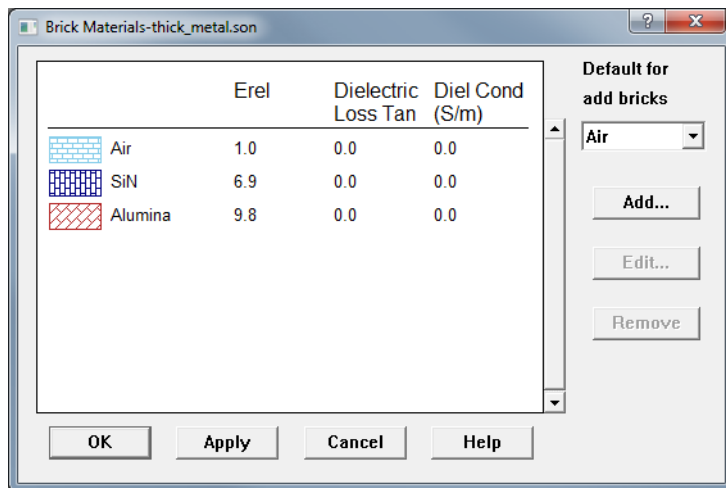 Brick Materials-thick_metal.son
Erel Dielectric Loss Tan Diel Cond (S/m)
Air 1.0 0.0 0.0
SiN 6.9 0.0 0.0
Alumina 9.8 0.0 0.0
Default for
add bricks
Air
Add...
Edit...
Remove
OK Apply Cancel Help